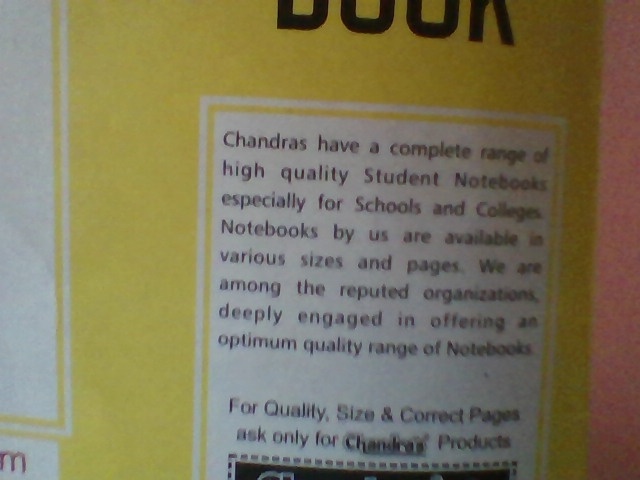 BOOK
Chandras have a complete range of
high quality Student Notebooks
especially for Schools and Colleges.
Notebooks by us are available in
various sizes and pages. We are
among the reputed organizations,
deeply engaged in offering an
optimum quality range of Notebooks.
For Quality, Size & Correct Pages
ask only for Chandra's Products
m